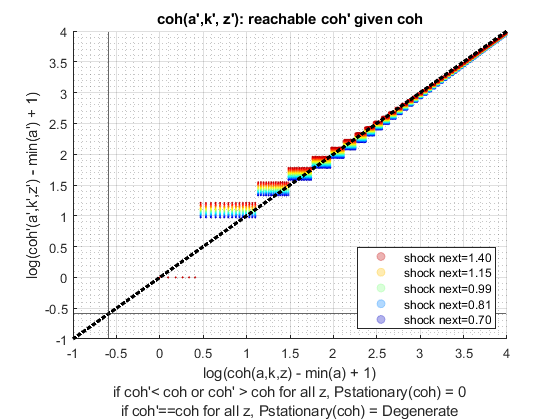 coh(a',k', z'): reachable coh' given coh
log(coh'(a',k',z') - min(a') + 1)
4
3.5
3
2.5
2
1.5
1
0.5
0
-0.5
-1
shock next=1.40
shock next=1.15
shock next=0.99
shock next=0.81
shock next=0.70
-1 -0.5 0 0.5 1 1.5 2 2.5 3 3.5 4
log(coh(a,k,z) - min(a) + 1)
if coh'< coh or coh' > coh for all z, Pstationary(coh) = 0
if coh'==coh for all z, Pstationary(coh) = Degenerate